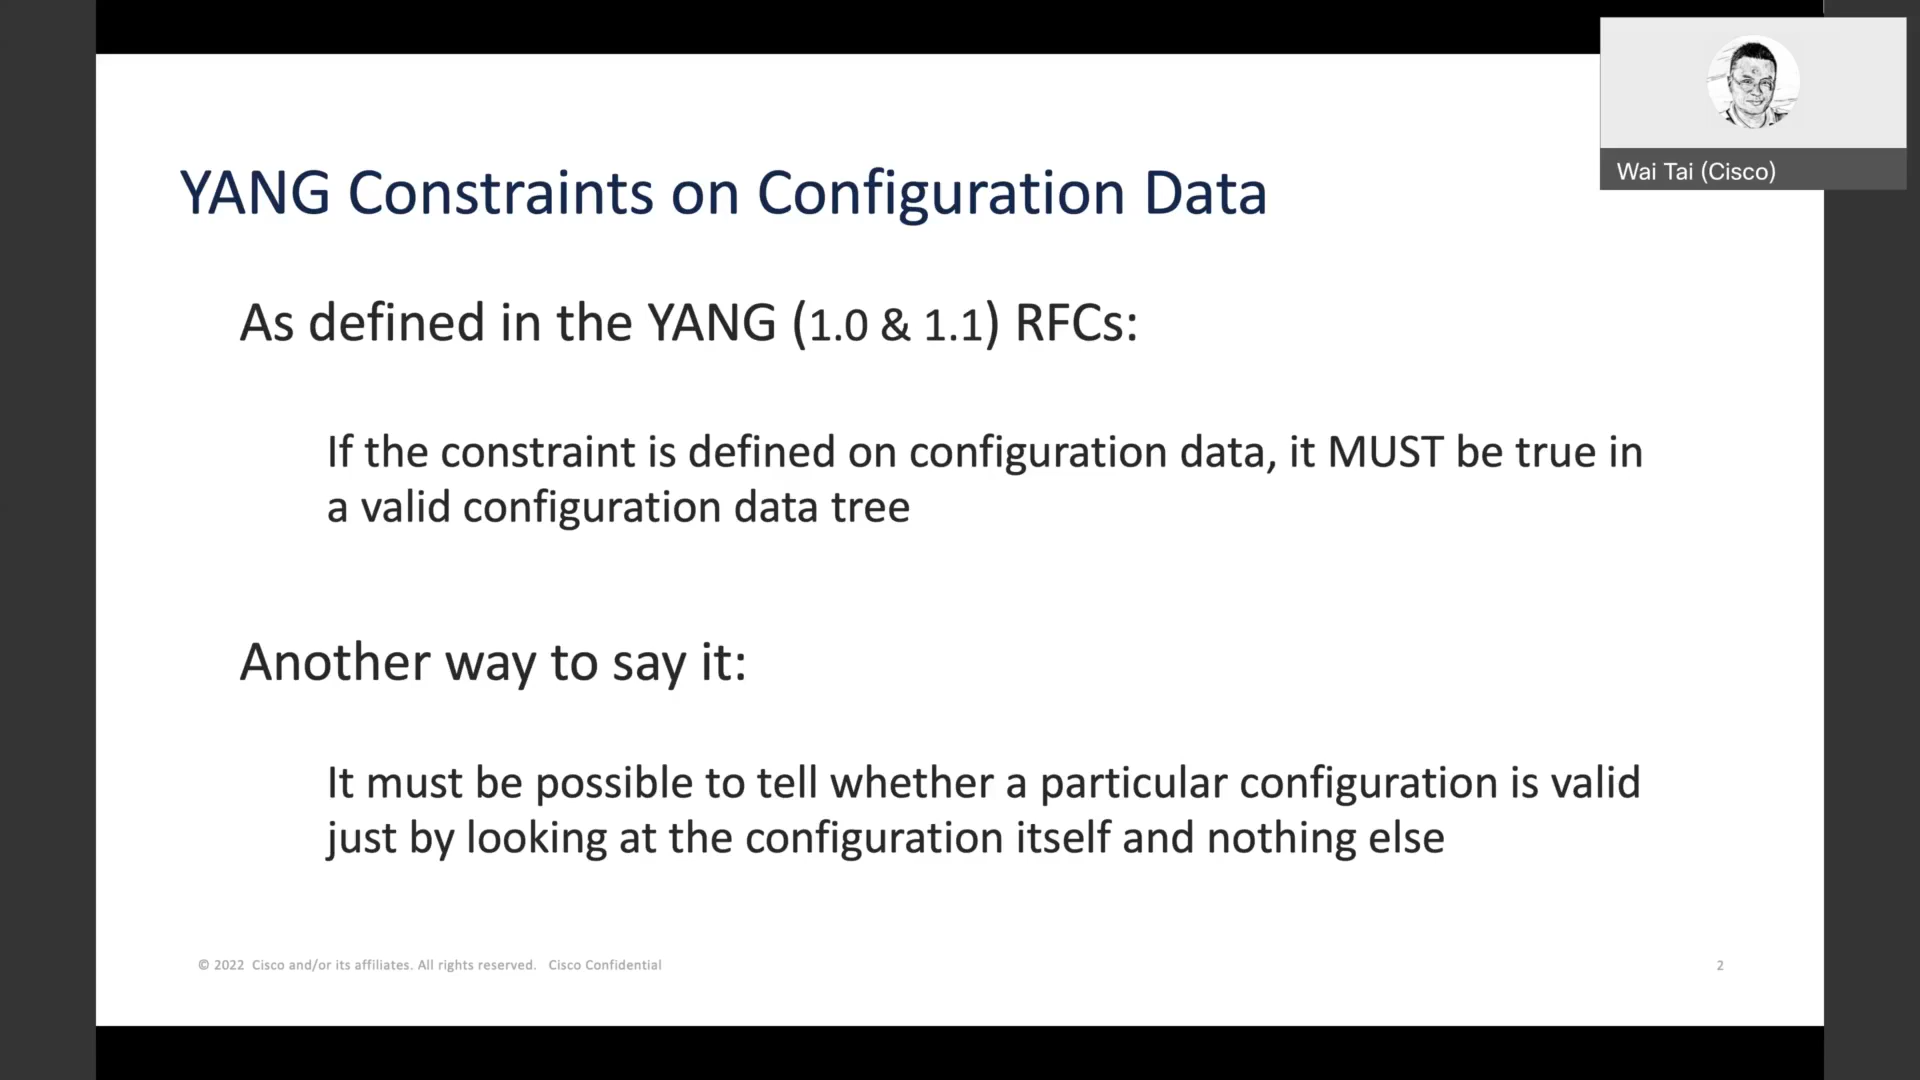 Wai Tai (Cisco)
YANG Constraints on Configuration Data
As defined in the YANG (1.0 & 1.1) RFCs:
If the constraint is defined on configuration data, it MUST be true in
a valid configuration data tree
Another way to say it:
It must be possible to tell whether a particular configuration is valid
just by looking at the configuration itself and nothing else
© 2022 Cisco and/or its affiliates. All rights reserved. Cisco Confidential
2